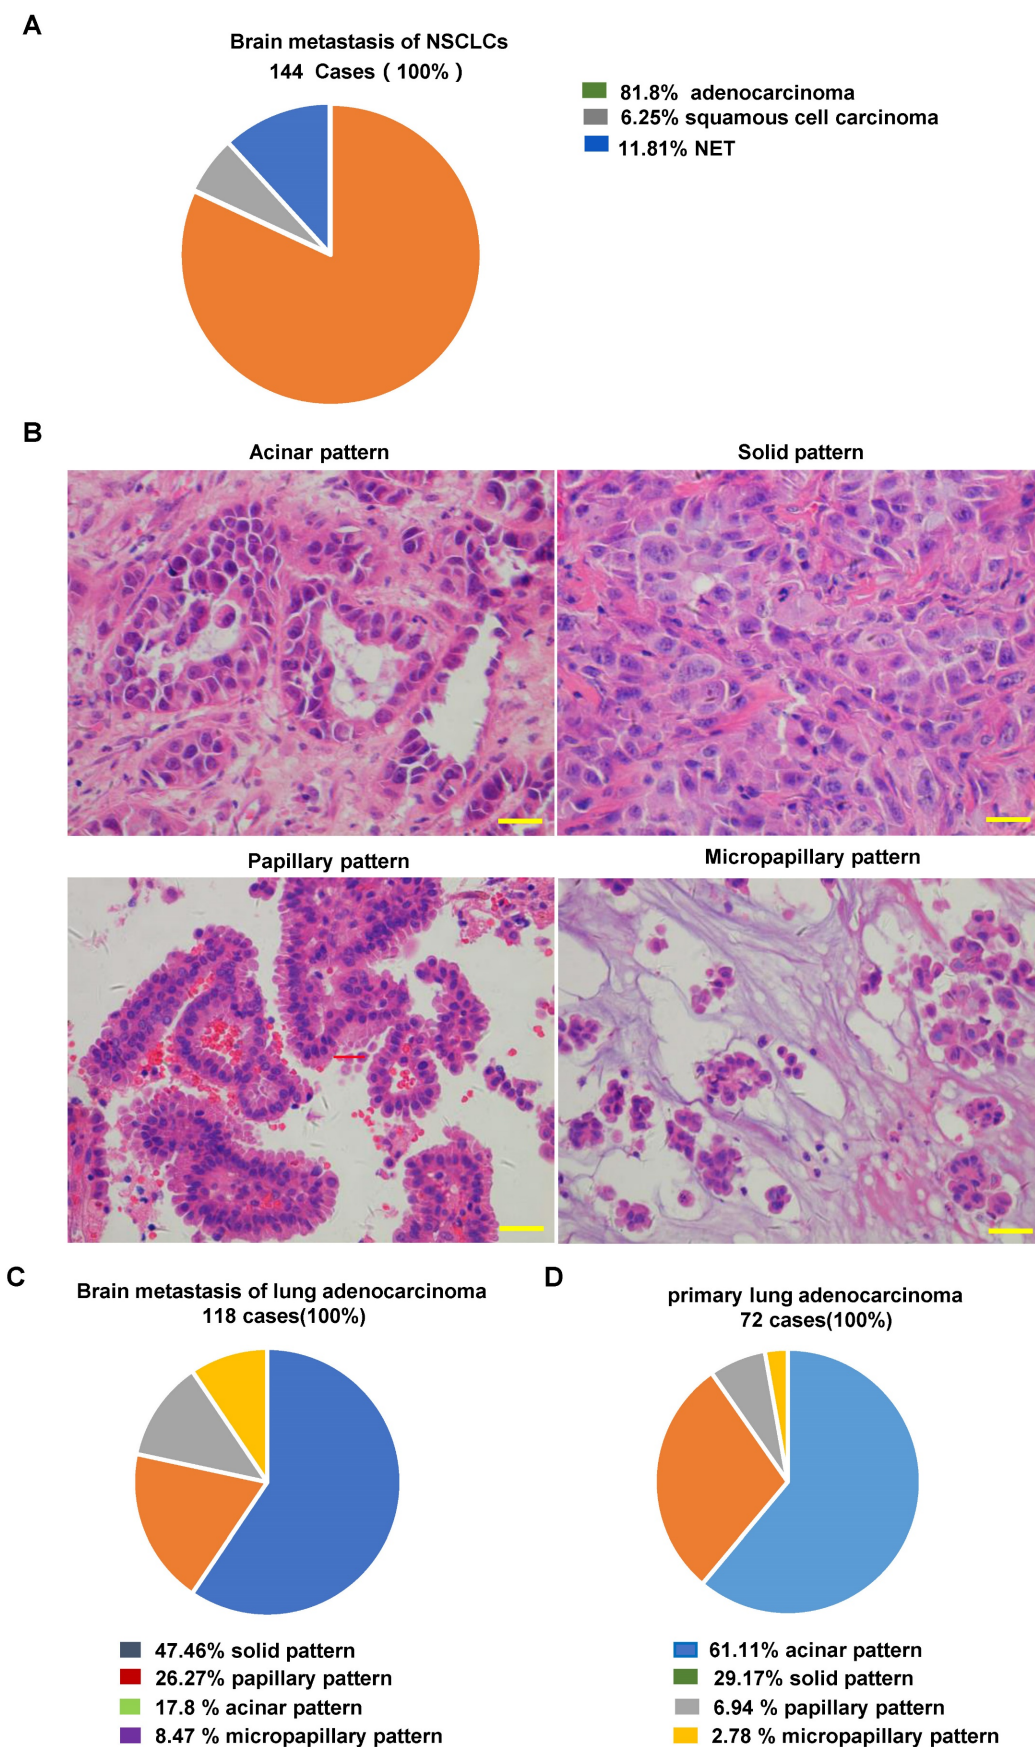 A
Brain metastasis of NSCLCs
144 Cases ( 100% )
81.8% adenocarcinoma
6.25% squamous cell carcinoma
11.81% NET
B
Acinar pattern
Solid pattern
Papillary pattern
Micropapillary pattern
C
Brain metastasis of lung adenocarcinoma
118 cases(100%)
47.46% solid pattern
26.27% papillary pattern
17.8 % acinar pattern
8.47 % micropapillary pattern
D
primary lung adenocarcinoma
72 cases(100%)
61.11% acinar pattern
29.17% solid pattern
6.94 % papillary pattern
2.78 % micropapillary pattern